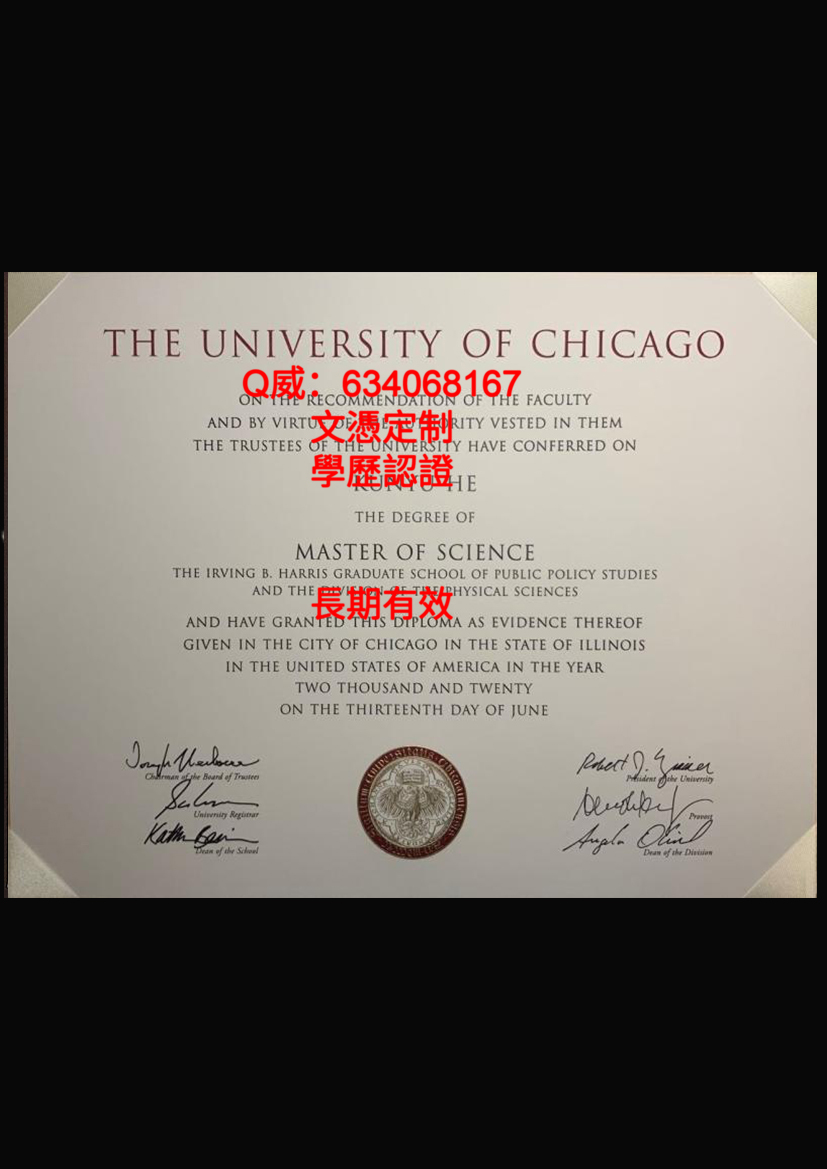 THE UNIVERSITY OF CHICAGO
Q威：634068167
ON THE RECOMMENDATION OF THE FACULTY
AND BY VIRTUE OF THE AUTHORITY VESTED IN THEM
文憑定制
THE TRUSTEES OF THE UNIVERSITY HAVE CONFERRED ON
學歷認證
KUNYU HE
THE DEGREE OF
MASTER OF SCIENCE
THE IRVING B. HARRIS GRADUATE SCHOOL OF PUBLIC POLICY STUDIES
AND THE DIVISION OF THE PHYSICAL SCIENCES
長期有效
AND HAVE GRANTED THIS DIPLOMA AS EVIDENCE THEREOF
GIVEN IN THE CITY OF CHICAGO IN THE STATE OF ILLINOIS
IN THE UNITED STATES OF AMERICA IN THE YEAR
TWO THOUSAND AND TWENTY
ON THE THIRTEENTH DAY OF JUNE
Chairman of the Board of Trustees
University Registrar
Dean of the School
Robert J. Zimmer
President of the University
Provost
Dean of the Division